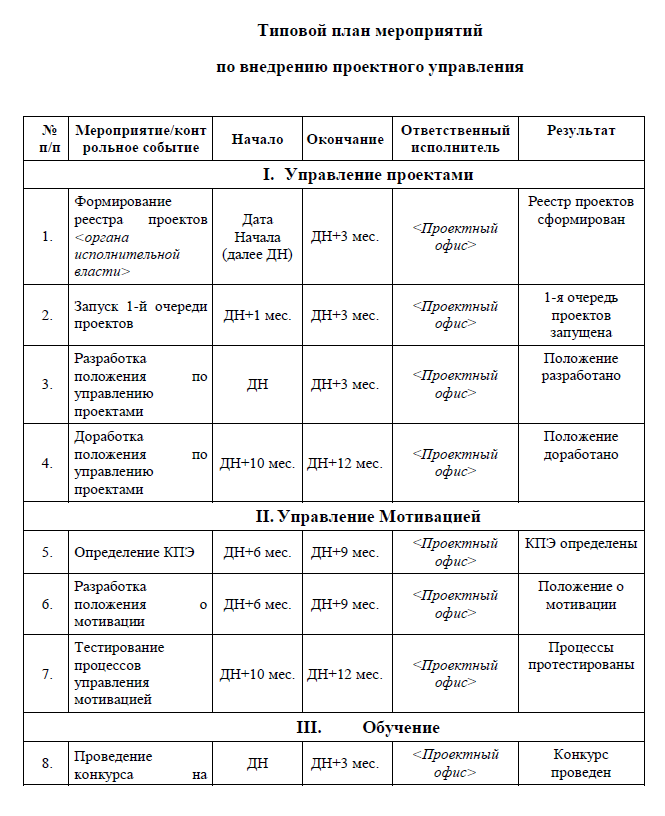 Типовой план мероприятий
по внедрению проектного управления
№ п/п | Мероприятие/контрольное событие | Начало | Окончание | Ответственный исполнитель | Результат
I. Управление проектами
1. | Формирование реестра проектов <органа исполнительной власти> | Дата Начала (далее ДН) | ДН+3 мес. | <Проектный офис> | Реестр проектов сформирован
2. | Запуск 1-й очереди проектов | ДН+1 мес. | ДН+3 мес. | <Проектный офис> | 1-я очередь проектов запущена
3. | Разработка положения по управлению проектами | ДН | ДН+3 мес. | <Проектный офис> | Положение разработано
4. | Доработка положения по управлению проектами | ДН+10 мес. | ДН+12 мес. | <Проектный офис> | Положение доработано
II. Управление Мотивацией
5. | Определение КПЭ | ДН+6 мес. | ДН+9 мес. | <Проектный офис> | КПЭ определены
6. | Разработка положения о мотивации | ДН+6 мес. | ДН+9 мес. | <Проектный офис> | Положение о мотивации
7. | Тестирование процессов управления мотивацией | ДН+10 мес. | ДН+12 мес. | <Проектный офис> | Процессы протестированы
III. Обучение
8. | Проведение конкурса на | ДН | ДН+3 мес. | <Проектный офис> | Конкурс проведен